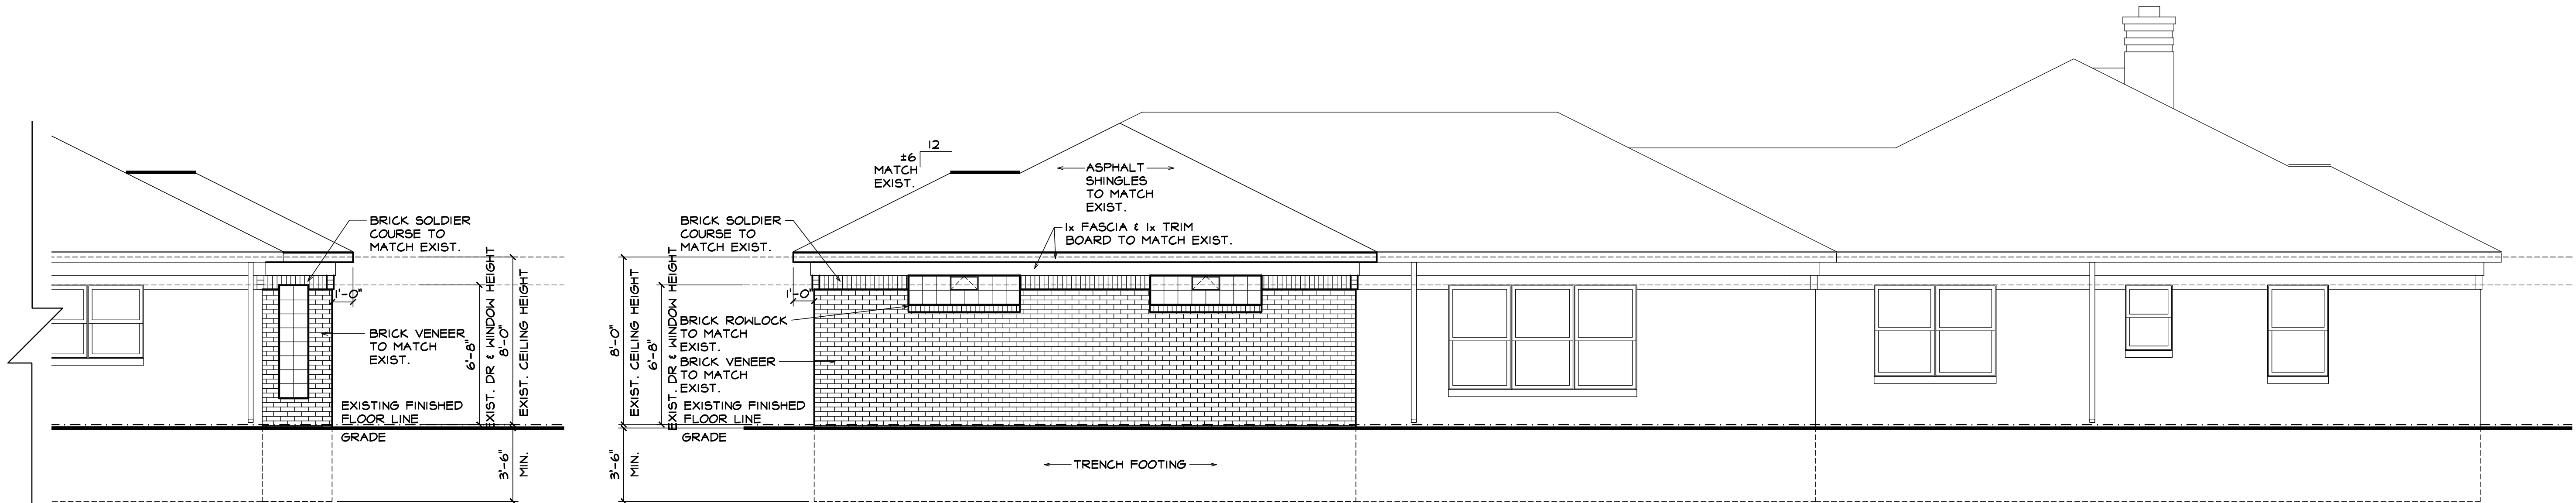 BRICK SOLDIER
COURSE TO
MATCH EXIST.
1'-0"
BRICK VENEER
TO MATCH
EXIST.
EXISTING FINISHED
FLOOR LINE
GRADE
6'-8"
EXIST. DR & WINDOW HEIGHT
8'-0"
EXIST. CEILING HEIGHT
3'-6"
MIN.
8'-0"
EXIST. CEILING HEIGHT
6'-8"
EXIST. DR & WINDOW HEIGHT
3'-6"
MIN.
12
±6
MATCH
EXIST.
ASPHALT
SHINGLES
TO MATCH
EXIST.
BRICK SOLDIER
COURSE TO
MATCH EXIST.
1x FASCIA & 1x TRIM
BOARD TO MATCH EXIST.
1'-0"
BRICK ROWLOCK
TO MATCH
EXIST.
BRICK VENEER
TO MATCH
EXIST.
EXISTING FINISHED
FLOOR LINE
GRADE
TRENCH FOOTING